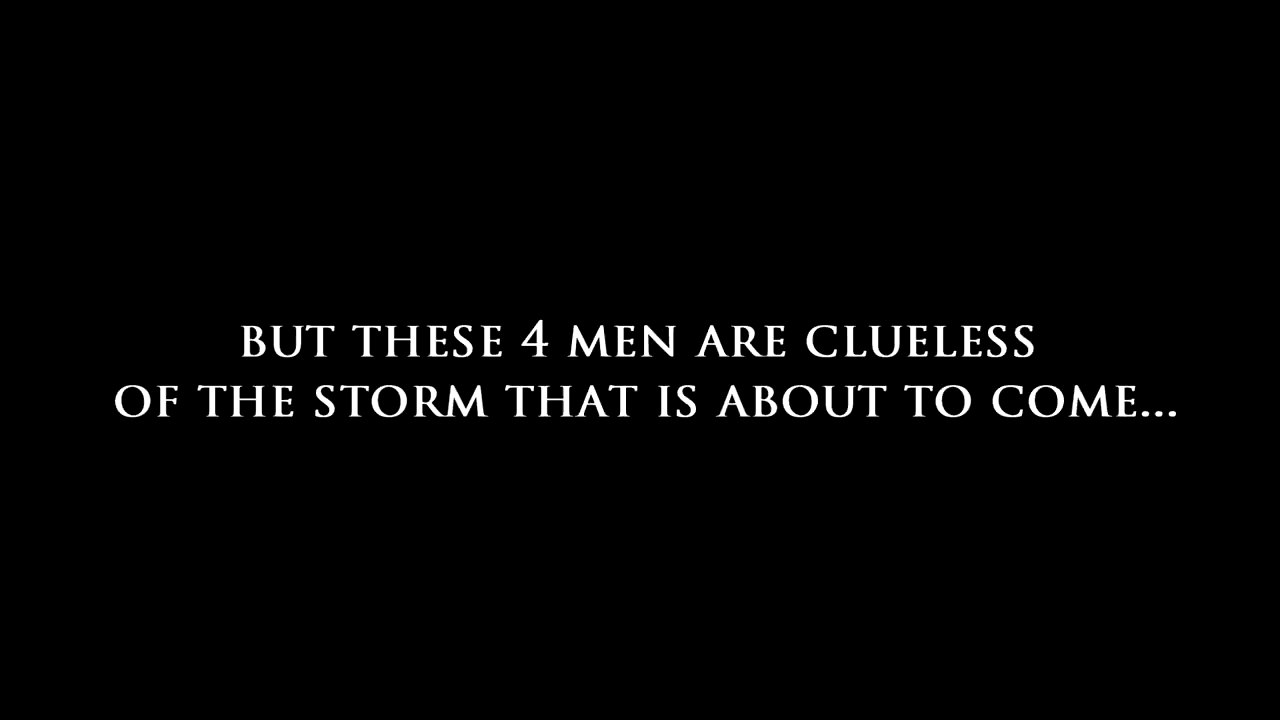 BUT THESE 4 MEN ARE CLUELESS
OF THE STORM THAT IS ABOUT TO COME...